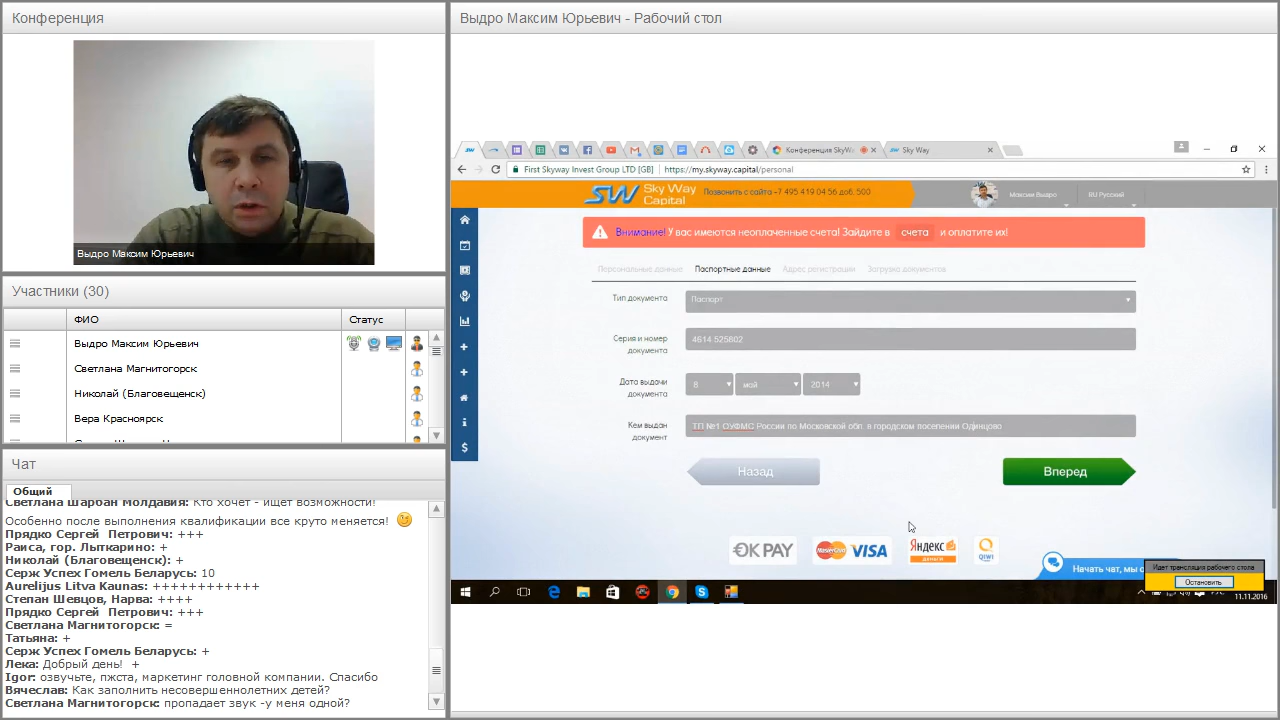 Конференция
Выдро Максим Юрьевич
Участники (30)
ФИО
Статус
Выдро Максим Юрьевич
Светлана Магнитогорск
Николай (Благовещенск)
Вера Красноярск
Чат
Общий
Светлана Шарбан Молдавия: Кто хочет - ищет возможности!
Особенно после выполнения квалификации все круто меняется!
Прядко Сергей Петрович: +++
Раиса, гор. Лыткарино: +
Николай (Благовещенск): +
Серж Успех Гомель Беларусь: 10
Aurelijus Litva Kaunas: ++++++++++++
Степан Шевцов, Нарва: ++++
Прядко Сергей Петрович: +++
Светлана Магнитогорск: =
Татьяна: +
Серж Успех Гомель Беларусь: +
Лека: Добрый день! +
Igor: озвучьте, пжста, маркетинг головной компании. Спасибо
Вячеслав: Как заполнить несовершеннолетних детей?
Светлана Магнитогорск: пропадает звук -у меня одной?
Выдро Максим Юрьевич - Рабочий стол
Конференция SkyWa
Sky Way
First Skyway Invest Group LTD [GB]
https://my.skyway.capital/personal
SW Sky Way Capital
Позвонить с сайта +7 495 419 04 56 доб. 500
Максим Выдро
RU Русский
Внимание! У вас имеются неоплаченные счета! Зайдите в счета и оплатите их!
Персональные данные
Паспортные данные
Адрес регистрации
Загрузка документов
Тип документа
Паспорт
Серия и номер документа
4614 525602
Дата выдачи документа
8
май
2014
Кем выдан документ
ТП №1 ОУФМС России по Московской обл. в городском поселении Одинцово
Назад
Вперед
OKPAY
MasterCard
VISA
Яндекс
деньги
QIWI
Начать чат, мы о
Идет трансляция рабочего стола
Остановить
11.11.2016